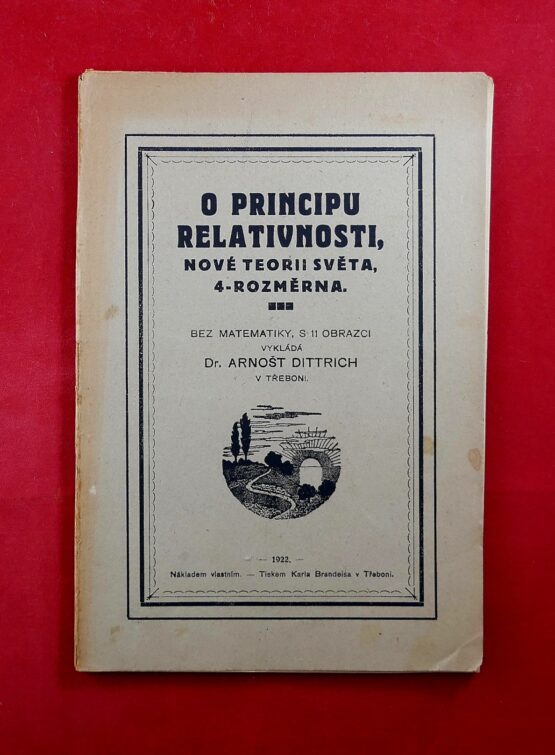 O PRINCIPU
RELATIVNOSTI,
NOVÉ TEORII SVĚTA,
4-ROZMĚRNA.
BEZ MATEMATIKY, S 11 OBRAZCI
VYKLÁDÁ
Dr. ARNOŠT DITTRICH
V TŘEBONI.
— 1922. —
Nákladem vlastním. — Tiskem Karla Brandeisa v Třeboni.